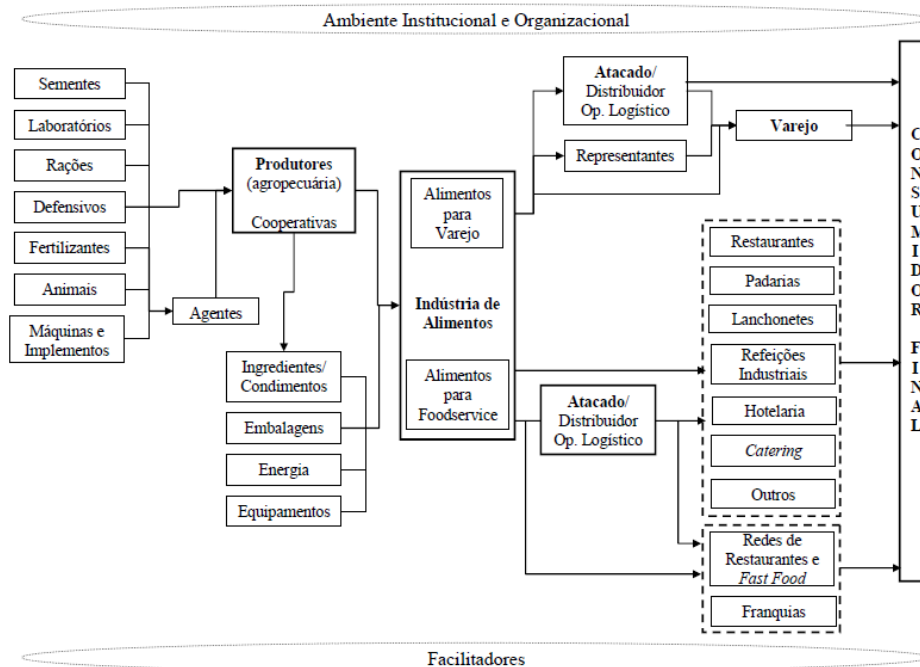 Ambiente Institucional e Organizacional
Sementes
Laboratórios
Rações
Defensivos
Fertilizantes
Animais
Máquinas e
Implementos
Agentes
Produtores
(agropecuária)
Cooperativas
Ingredientes/
Condimentos
Embalagens
Energia
Equipamentos
Alimentos
para
Varejo
Indústria de
Alimentos
Alimentos
para
Foodservice
Atacado/
Distribuidor
Op. Logístico
Representantes
Varejo
Atacado/
Distribuidor
Op. Logístico
Restaurantes
Padarias
Lanchonetes
Refeições
Industriais
Hotelaria
Catering
Outros
Redes de
Restaurantes e
Fast Food
Franquias
C
O
N
S
U
M
I
D
O
R
F
I
N
A
L
Facilitadores